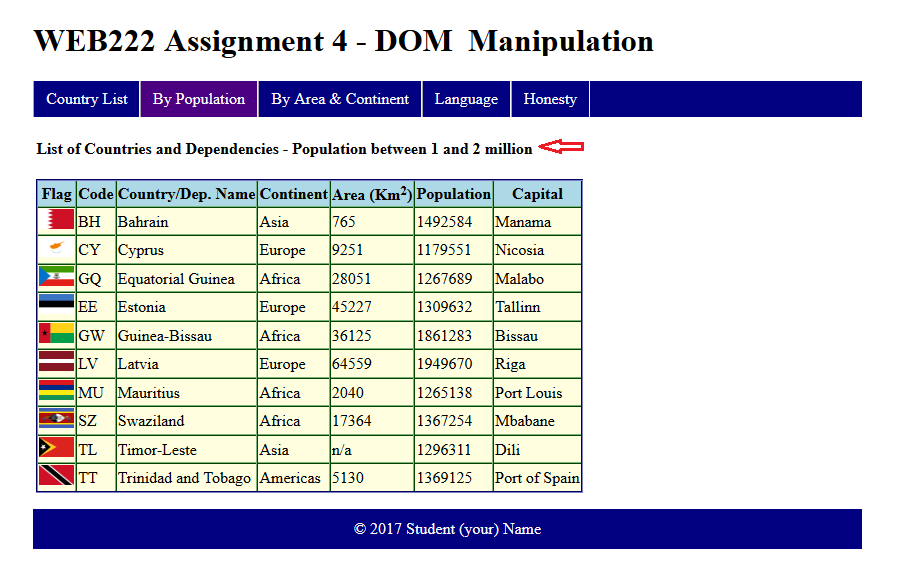 WEB222 Assignment 4 - DOM Manipulation
Country List By Population By Area & Continent Language Honesty
List of Countries and Dependencies - Population between 1 and 2 million
Flag Code Country/Dep. Name Continent Area (Km²) Population Capital
BH Bahrain Asia 765 1492584 Manama
CY Cyprus Europe 9251 1179551 Nicosia
GQ Equatorial Guinea Africa 28051 1267689 Malabo
EE Estonia Europe 45227 1309632 Tallinn
GW Guinea-Bissau Africa 36125 1861283 Bissau
LV Latvia Europe 64559 1949670 Riga
MU Mauritius Africa 2040 1265138 Port Louis
SZ Swaziland Africa 17364 1367254 Mbabane
TL Timor-Leste Asia n/a 1296311 Dili
TT Trinidad and Tobago Americas 5130 1369125 Port of Spain
© 2017 Student (your) Name